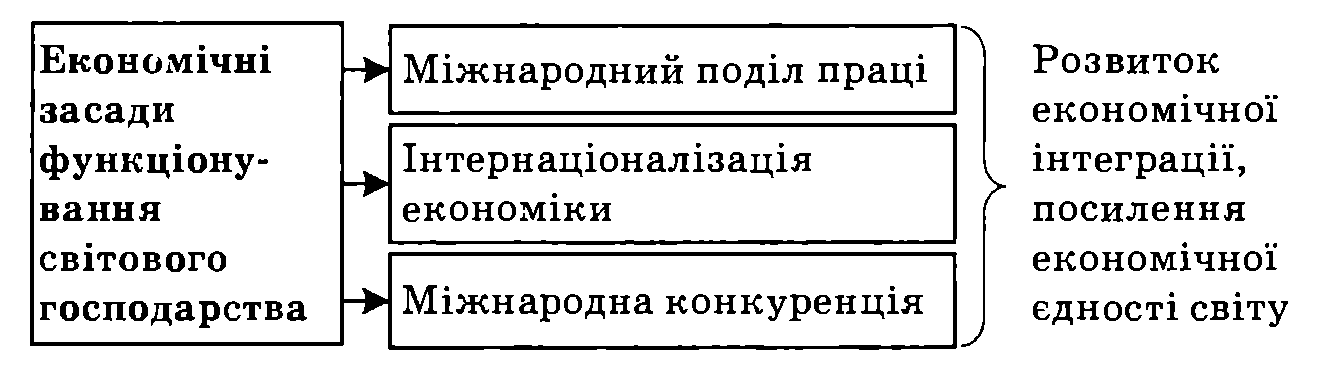 Економічні
засади
функціону-
вання
світового
господарства
Міжнародний поділ праці
Інтернаціоналізація
економіки
Міжнародна конкуренція
Розвиток
економічної
інтеграції,
посилення
економічної
єдності світу